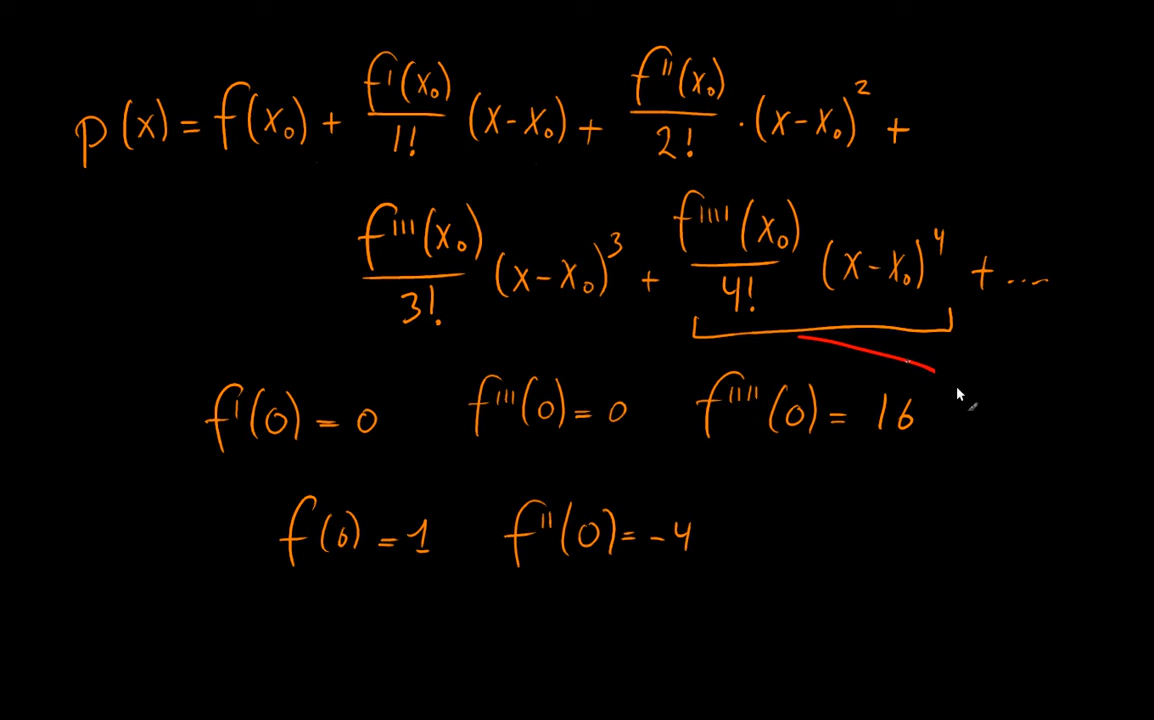 p(x) = f(x₀) + f'(x₀)/1! (x-x₀) + f''(x₀)/2! · (x-x₀)² +
f'''(x₀)/3! (x-x₀)³ + f''''(x₀)/4! (x-x₀)⁴ + ...
f'(0) = 0 f'''(0) = 0 f''''(0) = 16
f(0) = 1 f''(0) = -4